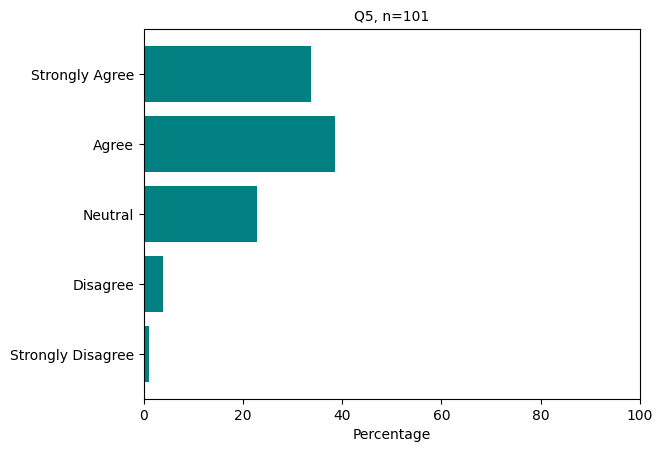 Q5, n=101
Strongly Agree
Agree
Neutral
Disagree
Strongly Disagree
0 20 40 60 80 100
Percentage